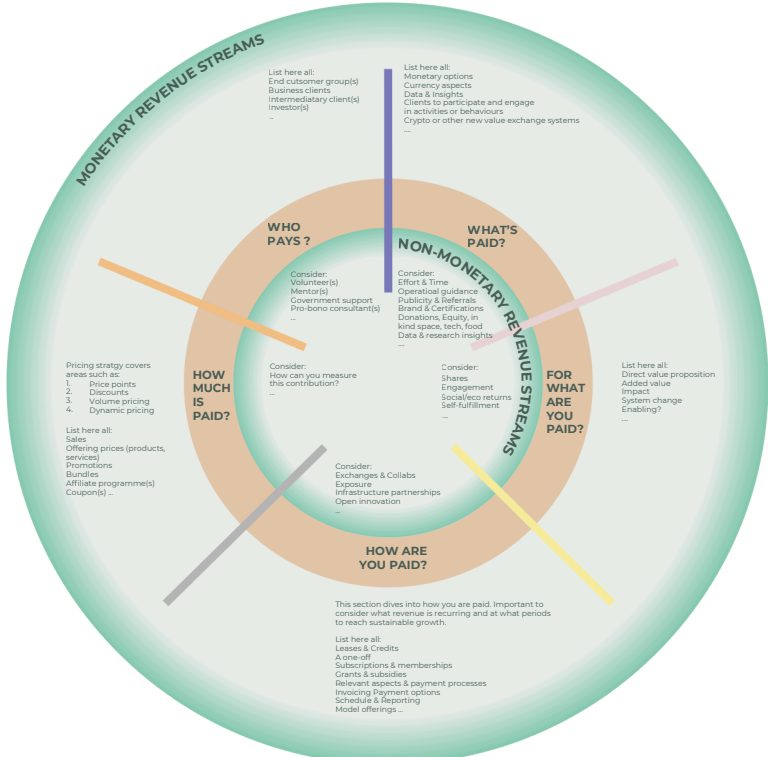 MONETARY REVENUE STREAMS
List here all:
End cutsomer group(s)
Business clients
Intermediatary client(s)
Investor(s)
...
List here all:
Monetary options
Currency aspects
Data & Insights
Clients to participate and engage
in activities or behaviours
Crypto or other new value exchange systems
....
WHO
PAYS ?
WHAT'S
PAID?
NON-MONETARY REVENUE STREAMS
Consider:
Volunteer(s)
Mentor(s)
Government support
Pro-bono consultant(s)
...
Consider:
Effort & Time
Operatioal guidance
Publicity & Referrals
Brand & Certifications
Donations, Equity, in
kind space, tech, food
Data & research insights
....
Pricing stratgy covers
areas such as:
1. Price points
2. Discounts
3. Volume pricing
4. Dynamic pricing
List here all:
Sales
Offering prices (products,
services)
Promotions
Bundles
Affiliate programme(s)
Coupon(s) ...
HOW
MUCH
IS
PAID?
Consider:
How can you measure
this contribution?
...
Consider:
Shares
Engagement
Social/eco returns
Self-fulfillment
...
FOR
WHAT
ARE
YOU
PAID?
List here all:
Direct value proposition
Added value
Impact
System change
Enabling?
....
Consider:
Exchanges & Collabs
Exposure
Infrastructure partnerships
Open innovation
...
HOW ARE
YOU PAID?
This section dives into how you are paid. Important to
consider what revenue is recurring and at what periods
to reach sustainable growth.
List here all:
Leases & Credits
A one-off
Subscriptions & memberships
Grants & subsidies
Relevant aspects & payment processes
Invoicing Payment options
Schedule & Reporting
Model offerings ...